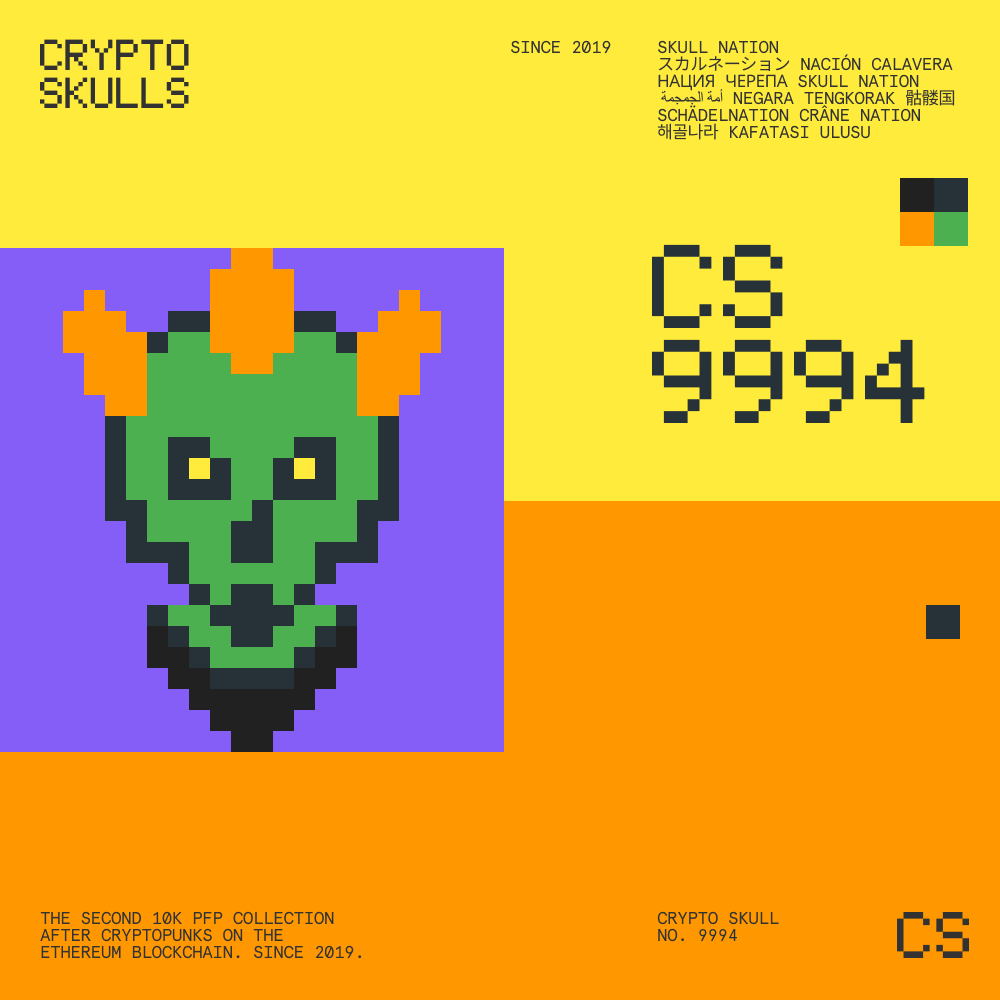 CRYPTO
SKULLS
SINCE 2019
SKULL NATION
スカルネーション NACIÓN CALAVERA
НАЦИЯ ЧЕРЕПА SKULL NATION
أمة الجمجمة NEGARA TENGKORAK 骷髅国
SCHÄDELNATION CRÂNE NATION
해골나라 KAFATASI ULUSU
CS
9994
THE SECOND 10K PFP COLLECTION
AFTER CRYPTOPUNKS ON THE
ETHEREUM BLOCKCHAIN. SINCE 2019.
CRYPTO SKULL
NO. 9994
CS